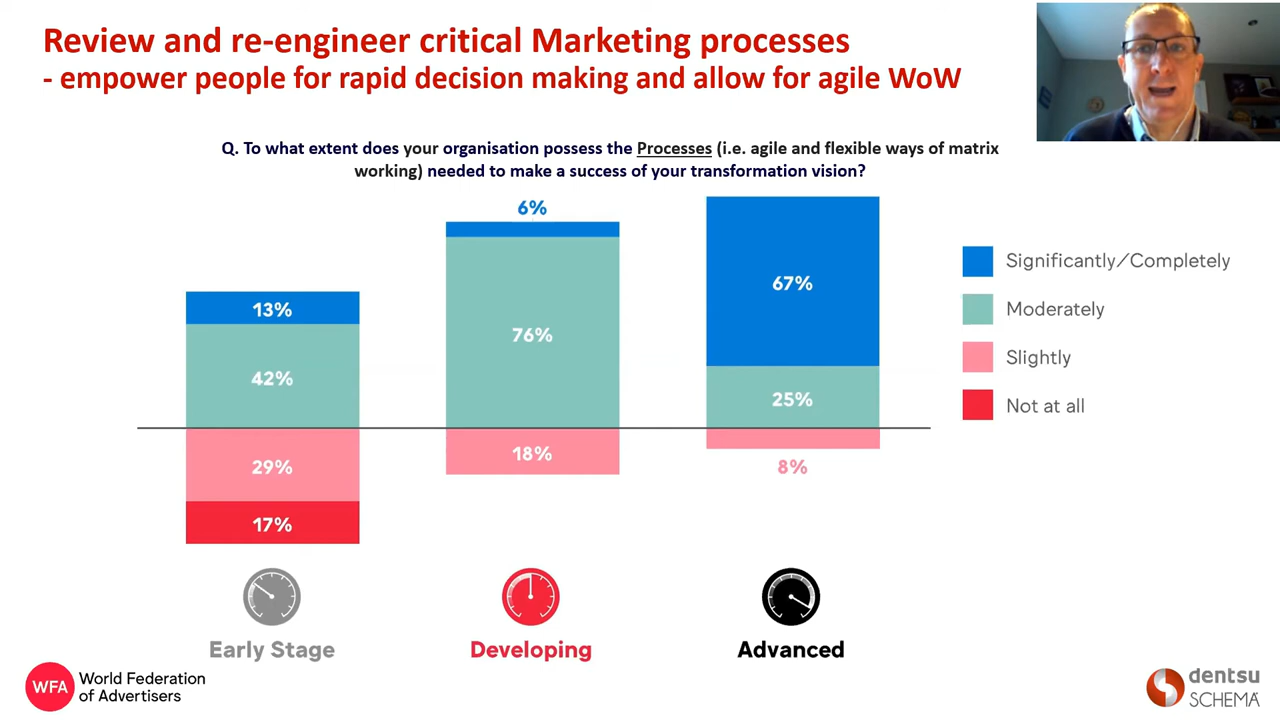 Review and re-engineer critical Marketing processes
- empower people for rapid decision making and allow for agile WoW
Q. To what extent does your organisation possess the Processes (i.e. agile and flexible ways of matrix
working) needed to make a success of your transformation vision?
13%
42%
29%
17%
6%
76%
18%
67%
25%
8%
Significantly/Completely
Moderately
Slightly
Not at all
Early Stage
Developing
Advanced
WFA
World Federation
of Advertisers
dentsu
SCHEMA